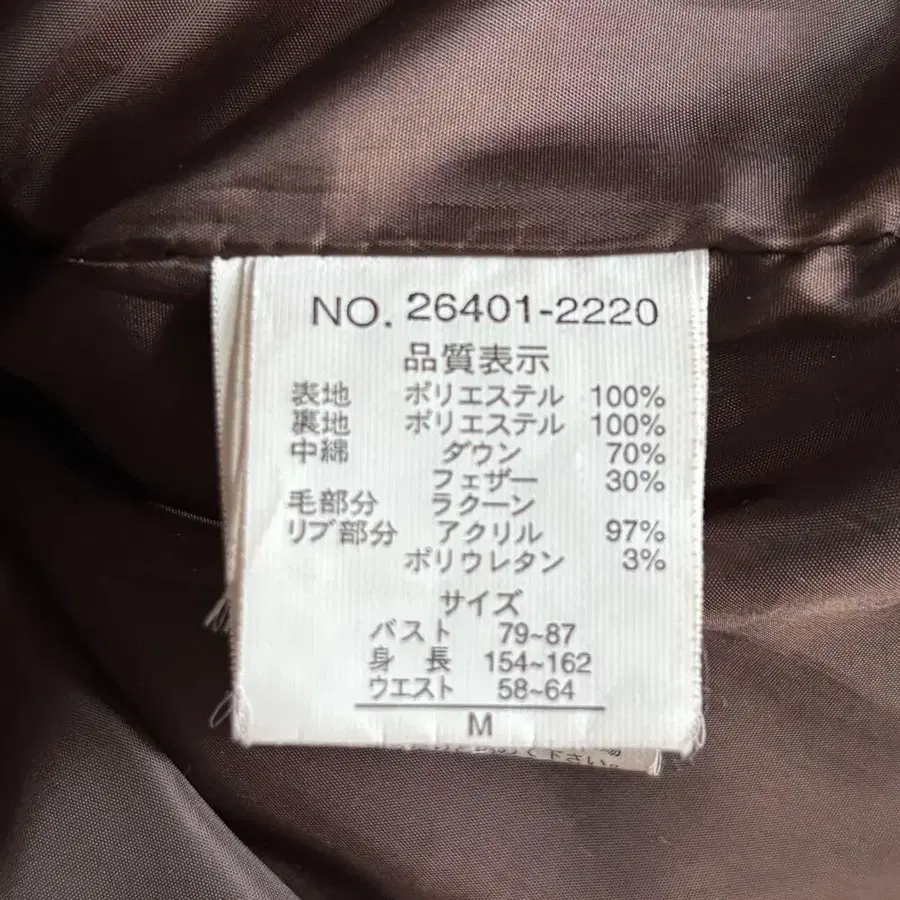 NO. 26401-2220
品質表示
表地 ポリエステル 100%
裏地 ポリエステル 100%
中綿 ダウン 70%
フェザー 30%
毛部分 ラクーン
リブ部分 アクリル 97%
ポリウレタン 3%
サイズ
バスト 79~87
身長 154~162
ウエスト 58~64
M
下さい。